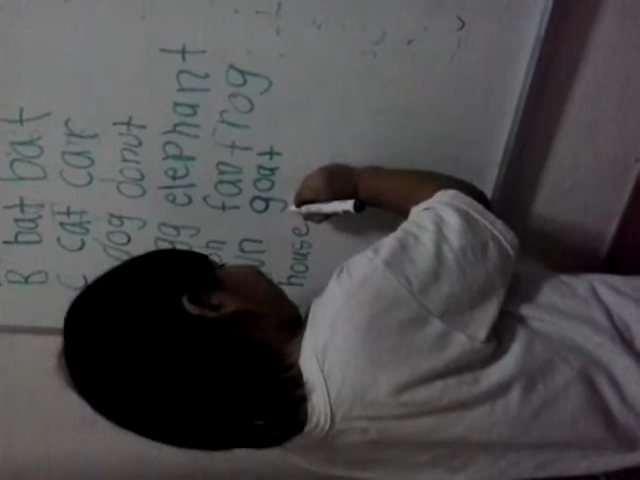 B bat bat
C cat car
dog donut
elephant
fan frog
goat
house